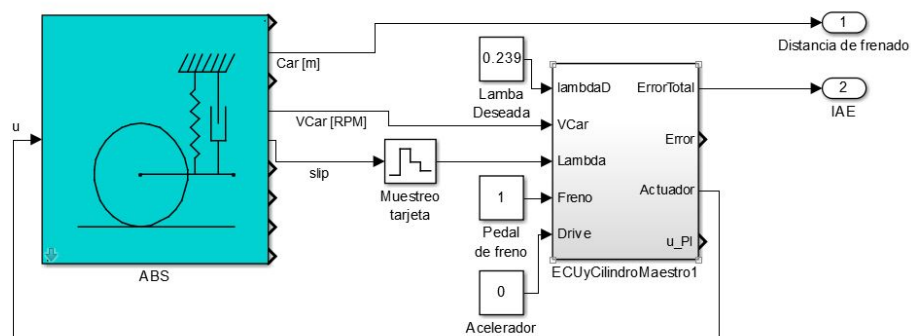 u
ABS
Car [m]
VCar [RPM]
slip
Muestreo
tarjeta
0.239
Lamba
Deseada
1
Pedal
de freno
0
Acelerador
lambdaD
VCar
Lambda
Freno
Drive
ErrorTotal
Error
Actuador
u_PI
ECUyCilindroMaestro1
1
Distancia de frenado
2
IAE